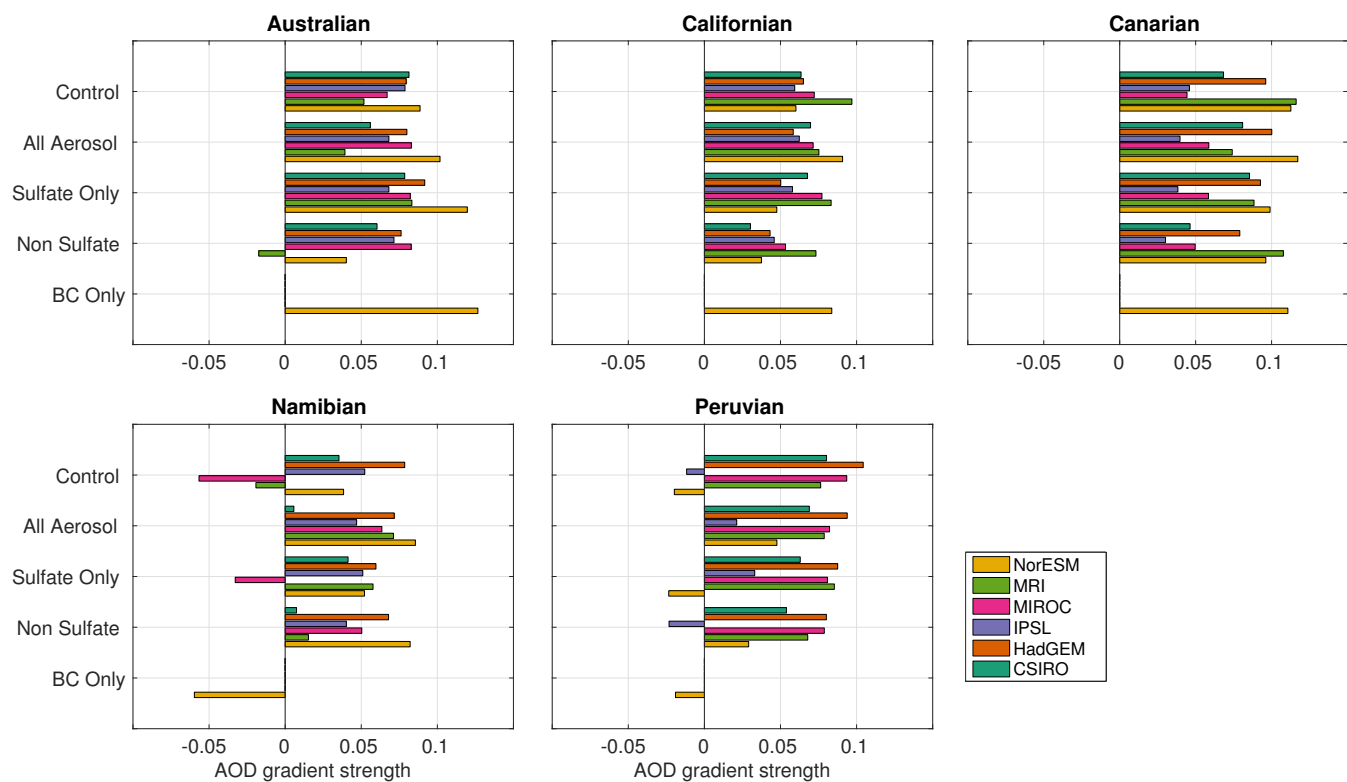 Australian
Californian
Canarian
Control
All Aerosol
Sulfate Only
Non Sulfate
BC Only
-0.05 0 0.05 0.1
-0.05 0 0.05 0.1
-0.05 0 0.05 0.1
Namibian
Peruvian
Control
All Aerosol
Sulfate Only
Non Sulfate
BC Only
-0.05 0 0.05 0.1
-0.05 0 0.05 0.1
AOD gradient strength
AOD gradient strength
NorESM
MRI
MIROC
IPSL
HadGEM
CSIRO